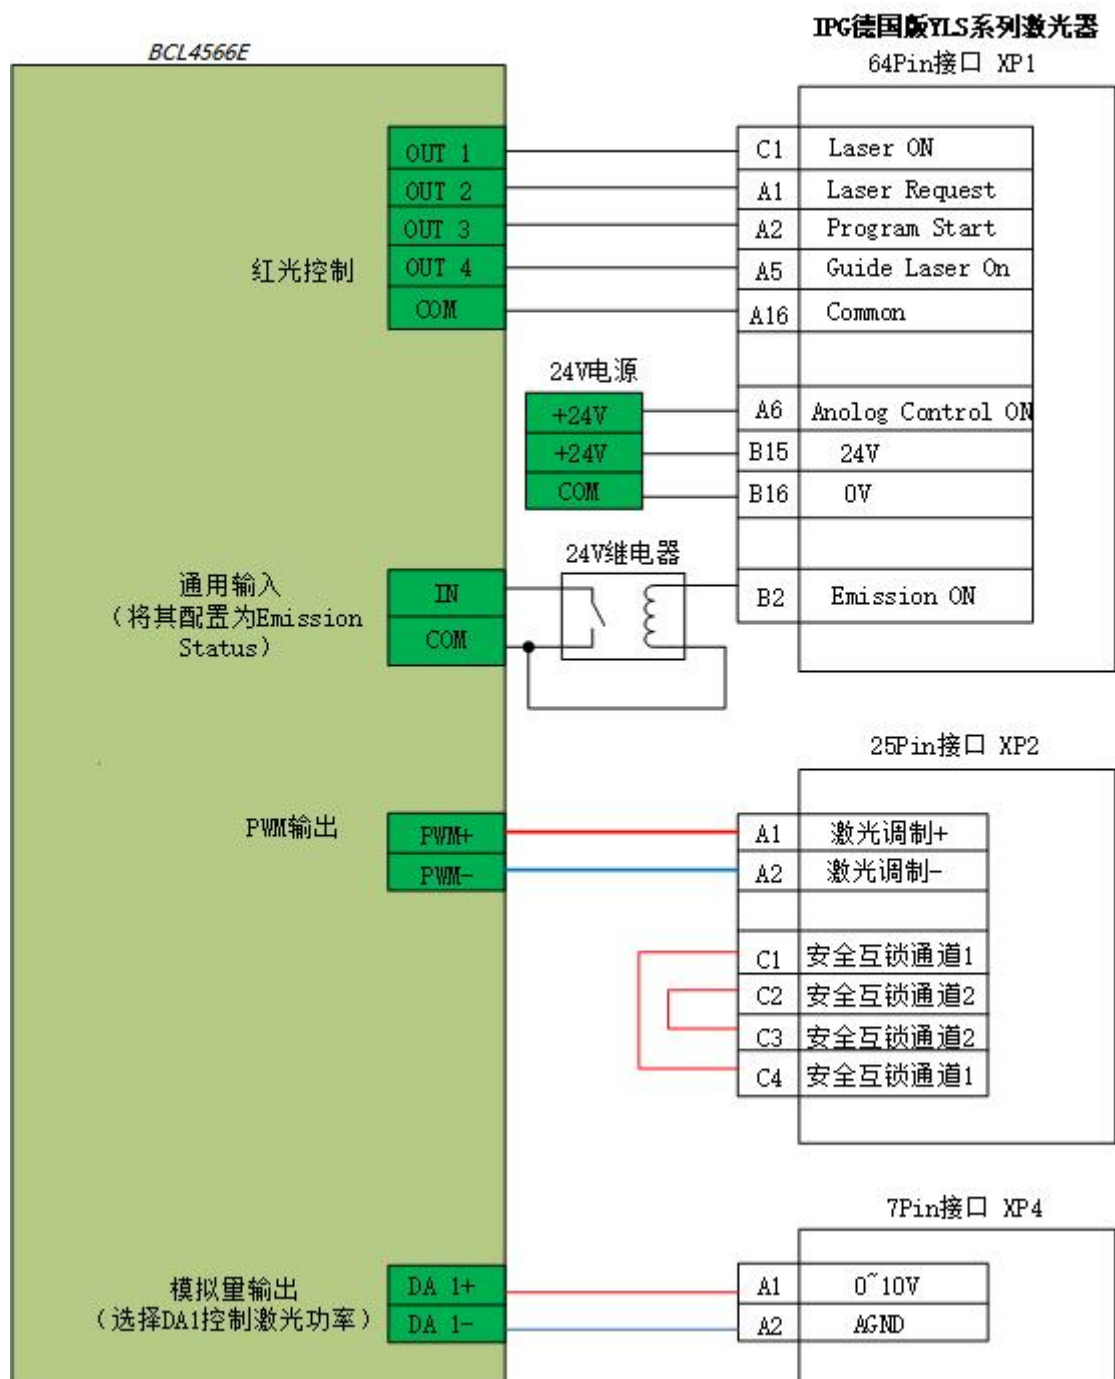 IPG德国版YLS系列激光器
BCL4566E
64Pin接口 XP1
OUT 1
C1
Laser ON
OUT 2
A1
Laser Request
OUT 3
A2
Program Start
红光控制
OUT 4
A5
Guide Laser On
COM
A16
Common
24V电源
+24V
A6
Anolog Control ON
+24V
B15
24V
COM
B16
0V
24V继电器
通用输入
(将其配置为Emission
Status)
IN
COM
B2
Emission ON
25Pin接口 XP2
PWM输出
PWM+
A1
激光调制+
PWM-
A2
激光调制-
C1
安全互锁通道1
C2
安全互锁通道2
C3
安全互锁通道2
C4
安全互锁通道1
7Pin接口 XP4
模拟量输出
(选择DA1控制激光功率)
DA 1+
A1
0~10V
DA 1-
A2
AGND